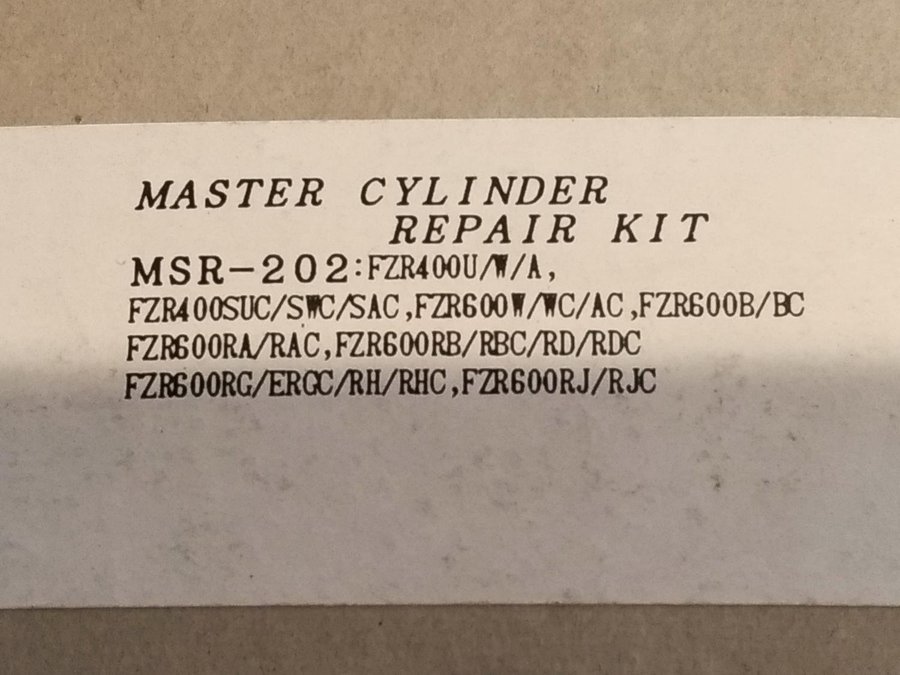 MASTER CYLINDER
REPAIR KIT
MSR-202:FZR400U/W/A,
FZR400SUC/SWC/SAC,FZR600W/WC/AC,FZR600B/BC
FZR600RA/RAC,FZR600RB/RBC/RD/RDC
FZR600RG/ERGC/RH/RHC,FZR600RJ/RJC